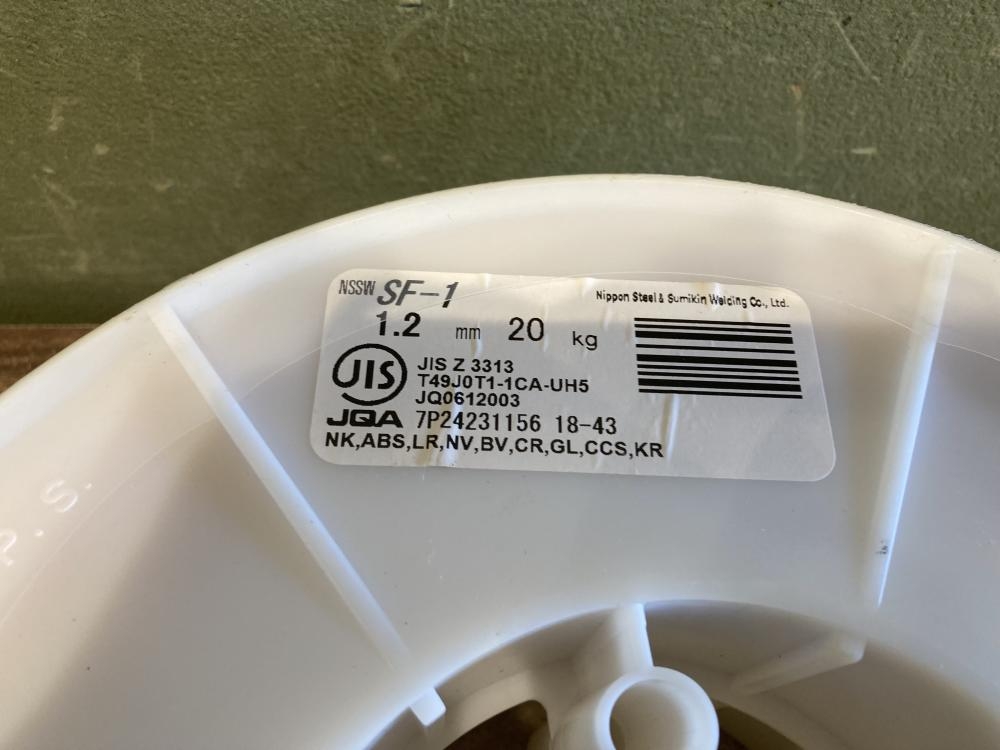 NSSW SF-1
Nippon Steel & Sumikin Welding Co., Ltd.
1.2 mm 20 kg
JIS
JIS Z 3313
T49J0T1-1CA-UH5
JQ0612003
JQA 7P24231156 18-43
NK,ABS,LR,NV,BV,CR,GL,CCS,KR
P.S.